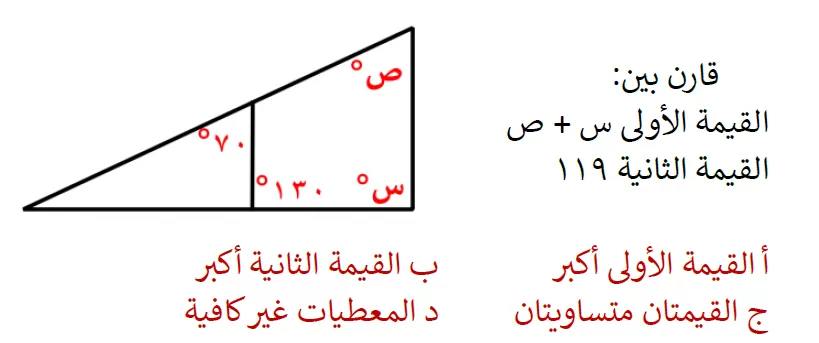 قارن بين:
القيمة الأولى س + ص
القيمة الثانية ١١٩
ص°
٧٠°
١٣٠°
س°
أ القيمة الأولى أكبر
ب القيمة الثانية أكبر
ج القيمتان متساويتان
د المعطيات غير كافية